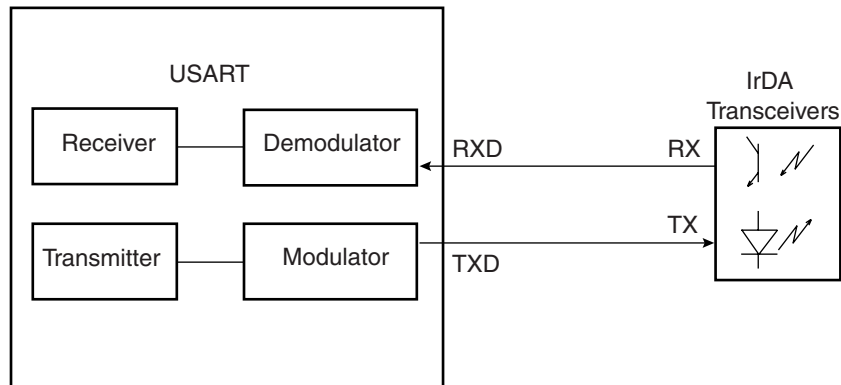 USART
IrDA
Transceivers
Receiver
Demodulator
RXD
RX
Transmitter
Modulator
TXD
TX